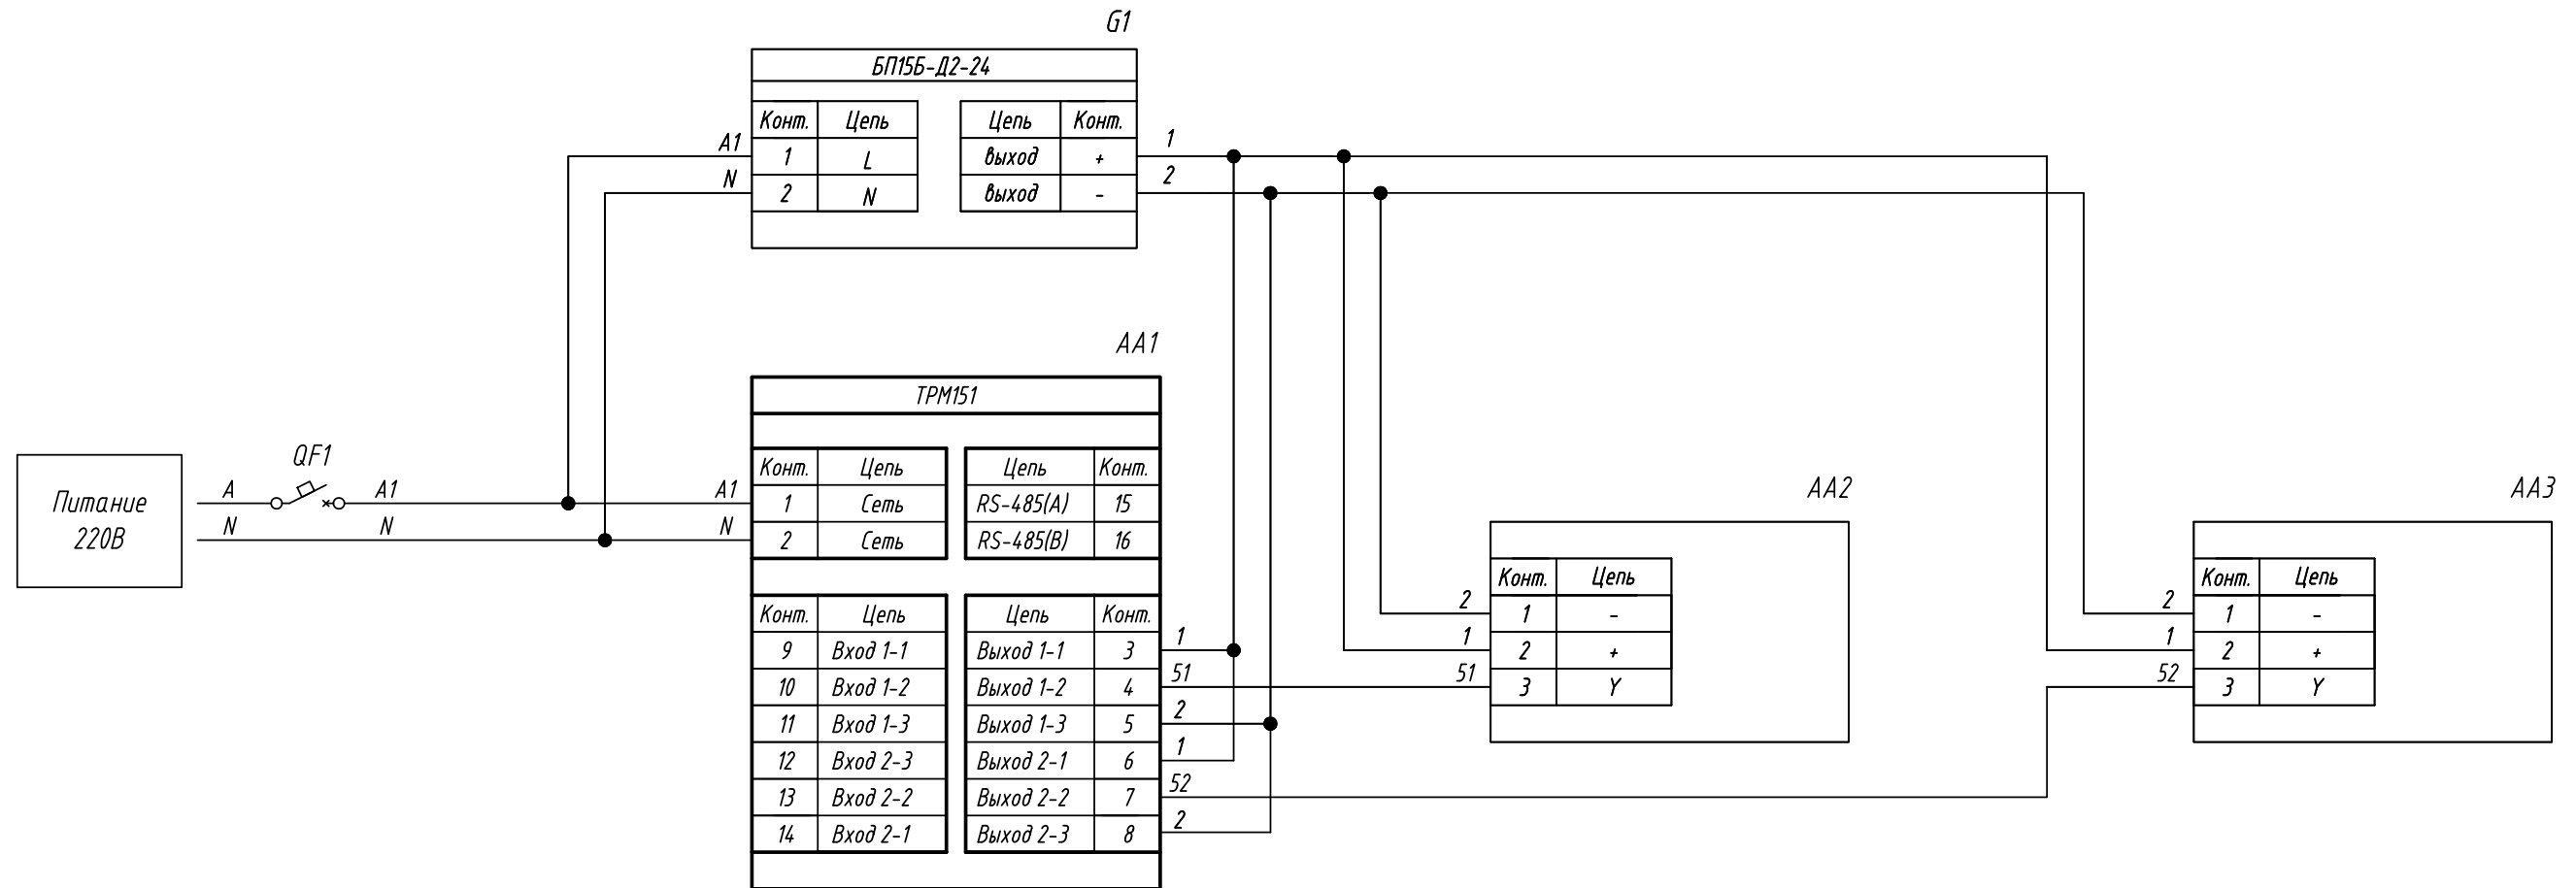 G1
БП15Б-Д2-24
Конт. Цепь Цепь Конт.
A1 1 L выход + 1
N 2 N выход - 2
AA1
ТРМ151
Конт. Цепь Цепь Конт.
A1 1 Сеть RS-485(A) 15
N 2 Сеть RS-485(B) 16
Питание
220В
QF1
A A1
N N
Конт. Цепь Цепь Конт.
9 Вход 1-1 Выход 1-1 3 1
10 Вход 1-2 Выход 1-2 4 51
11 Вход 1-3 Выход 1-3 5 2
12 Вход 2-3 Выход 2-1 6 1
13 Вход 2-2 Выход 2-2 7 52
14 Вход 2-1 Выход 2-3 8 2
AA2
Конт. Цепь
2 1 -
1 2 +
51 3 Y
AA3
Конт. Цепь
2 1 -
1 2 +
52 3 Y